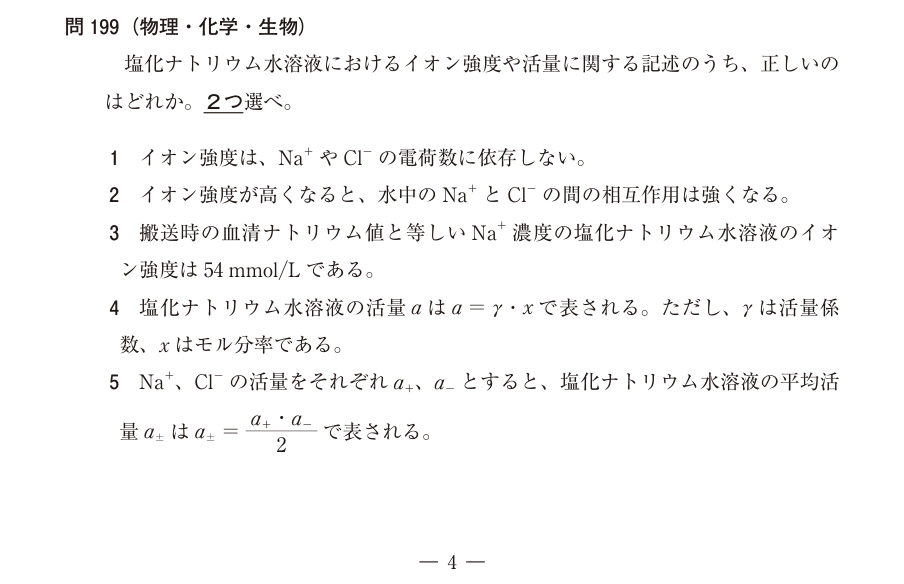 問 199（物理・化学・生物）
塩化ナトリウム水溶液におけるイオン強度や活量に関する記述のうち、正しいの
はどれか。２つ選べ。
1 イオン強度は、Na⁺ や Cl⁻ の電荷数に依存しない。
2 イオン強度が高くなると、水中の Na⁺ と Cl⁻ の間の相互作用は強くなる。
3 搬送時の血清ナトリウム値と等しい Na⁺ 濃度の塩化ナトリウム水溶液のイオ
ン強度は 54 mmol/L である。
4 塩化ナトリウム水溶液の活量 a は a = γ・x で表される。ただし、γ は活量係
数、x はモル分率である。
5 Na⁺、Cl⁻ の活量をそれぞれ a₊、a₋ とすると、塩化ナトリウム水溶液の平均活
量 a± は a± = a₊・a₋ / 2 で表される。
— 4 —